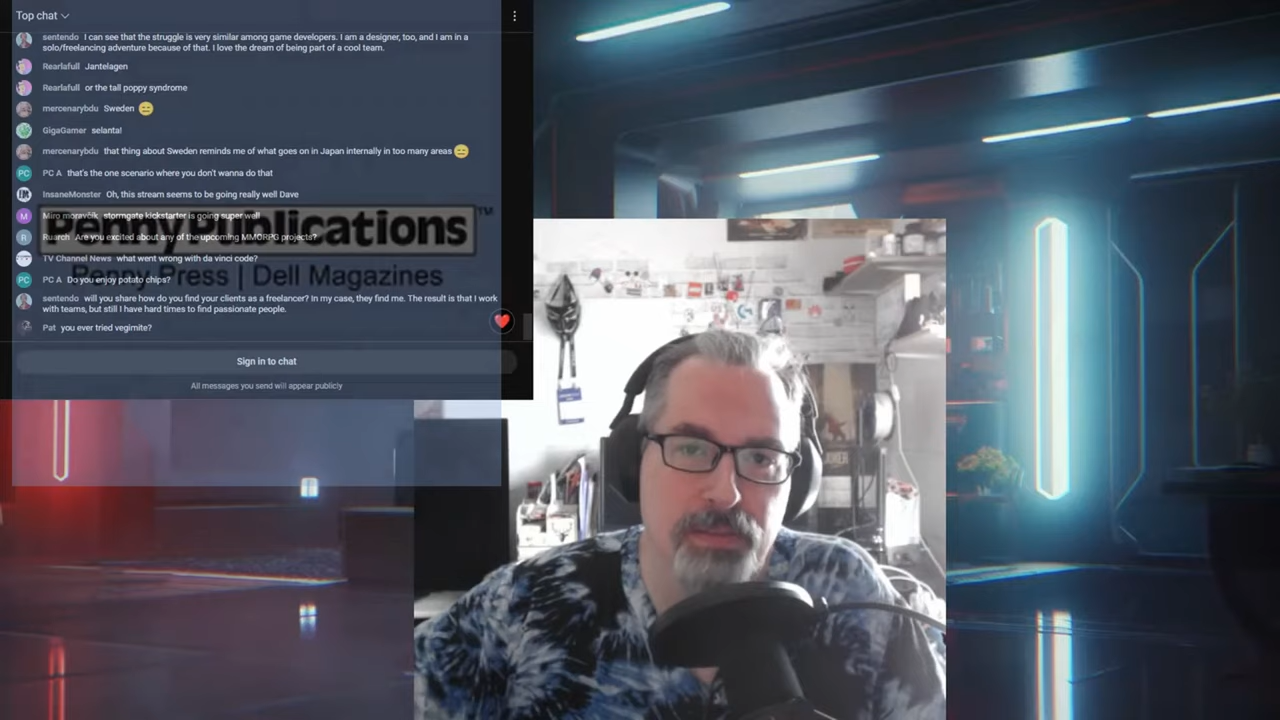 Top chat
sentendo I can see that the struggle is very similar among game developers. I am a designer, too, and I am in a
solo/freelancing adventure because of that. I love the dream of being part of a cool team.
Rearlafull Jantelagen
Rearlafull or the tall poppy syndrome
mercenarybdu Sweden 😑
GigaGamer selanta!
mercenarybdu that thing about Sweden reminds me of what goes on in Japan internally in too many areas 😑
PC A that's the one scenario where you don't wanna do that
InsaneMonster Oh, this stream seems to be going really well Dave
Miro moravčík stormgate kickstarter is going super well!
Penny Publications™
Ruarch Are you excited about any of the upcoming MMORPG projects?
TV Channel News what went wrong with da vinci code?
Penny Press | Dell Magazines
PC A Do you enjoy potato chips?
sentendo will you share how do you find your clients as a freelancer? In my case, they find me. The result is that I work
with teams, but still I have hard times to find passionate people.
Pat you ever tried vegimite?
Sign in to chat
All messages you send will appear publicly